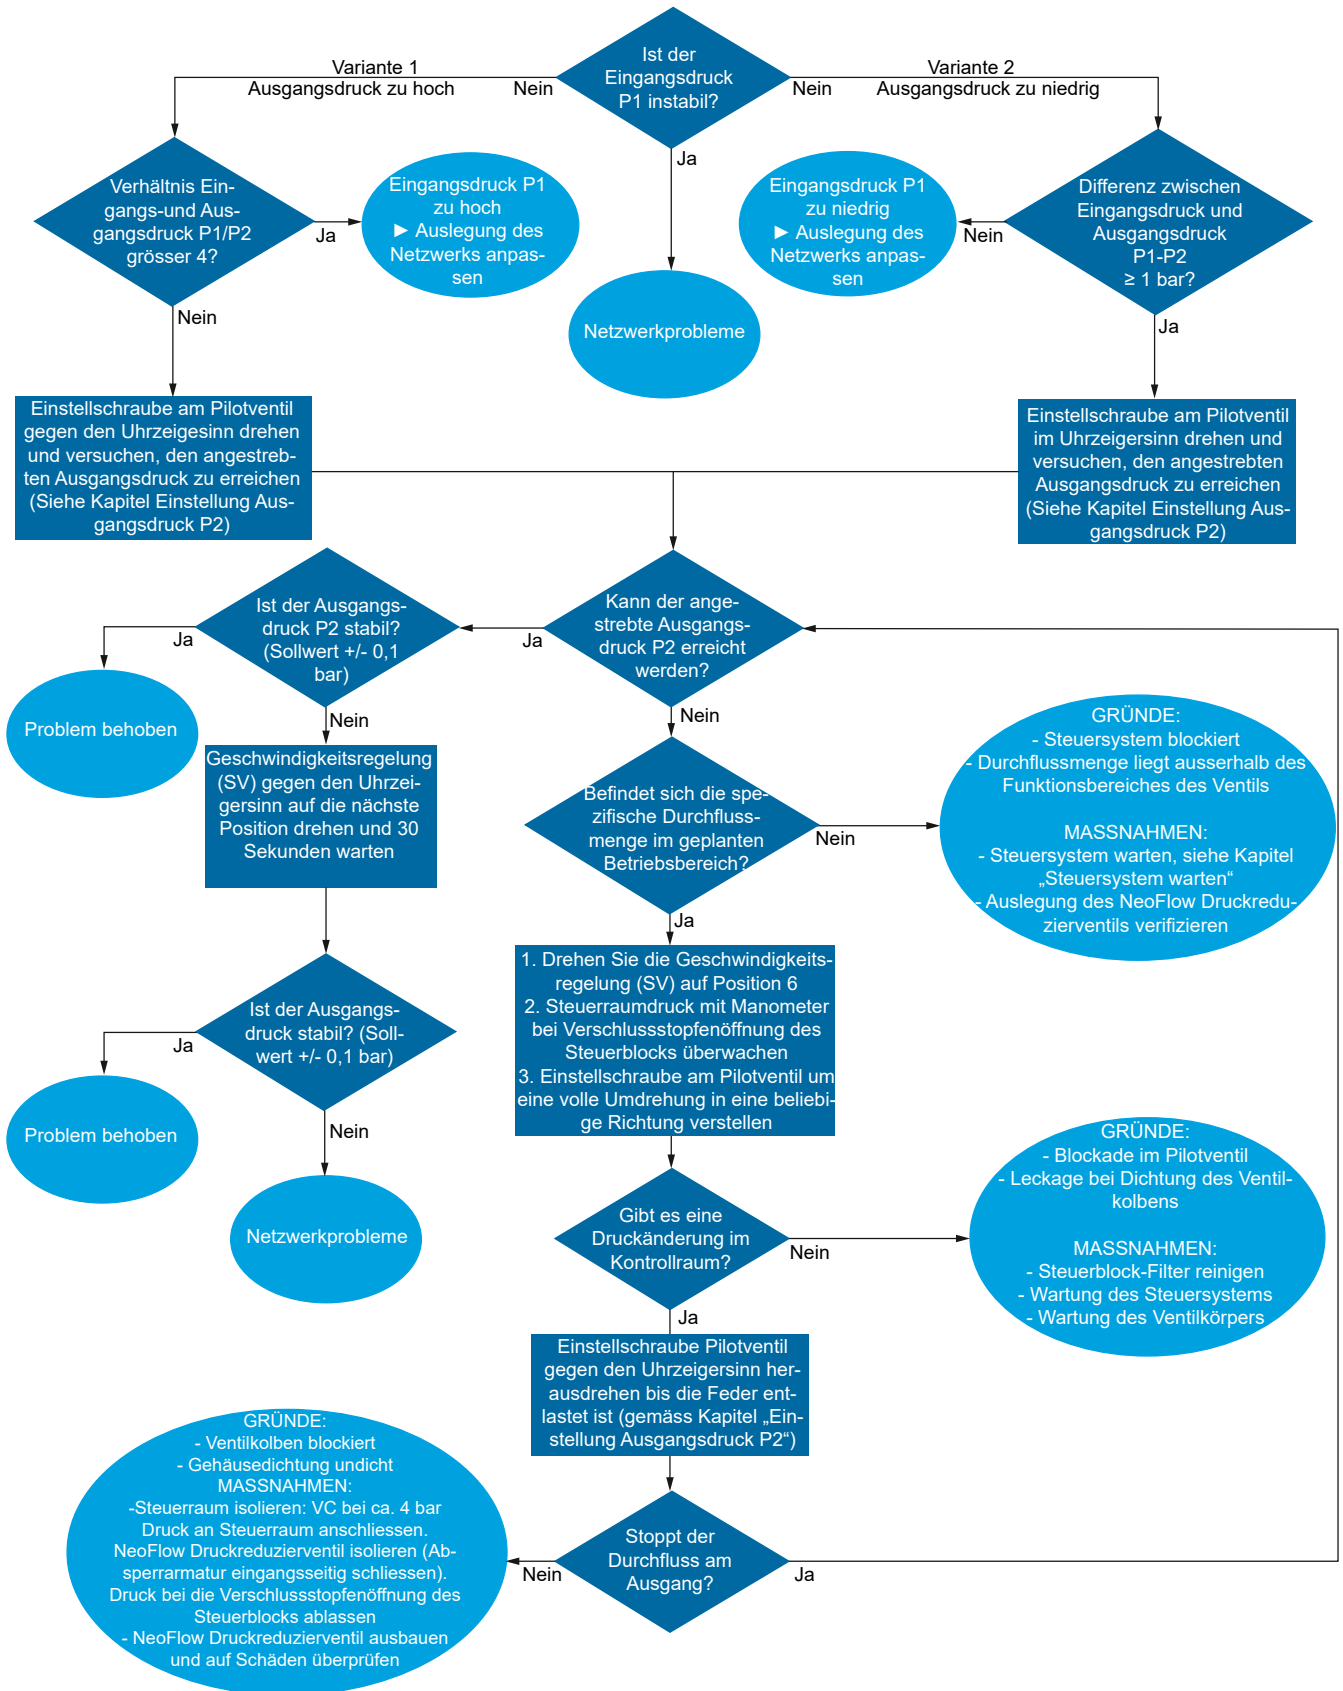 Ist der
Eingangsdruck
P1 instabil?
Variante 1
Ausgangsdruck zu hoch
Nein
Nein
Variante 2
Ausgangsdruck zu niedrig
Ja
Verhältnis Ein-
gangs-und Aus-
gangsdruck P1/P2
grösser 4?
Ja
Eingangsdruck P1
zu hoch
► Auslegung des
Netzwerks anpas-
sen
Eingangsdruck P1
zu niedrig
► Auslegung des
Netzwerk anpas-
sen
Nein
Differenz zwischen
Eingangsdruck und
Ausgangsdruck
P1-P2
≥ 1 bar?
Nein
Netzwerkprobleme
Ja
Einstellschraube am Pilotventil
gegen den Uhrzeigesinn drehen
und versuchen, den angestreb-
ten Ausgangsdruck zu erreichen
(Siehe Kapitel Einstellung Aus-
gangsdruck P2)
Einstellschraube am Pilotventil
im Uhrzeigersinn drehen und
versuchen, den angestrebten
Ausgangsdruck zu erreichen
(Siehe Kapitel Einstellung Aus-
gangsdruck P2)
Ist der Ausgangs-
druck P2 stabil?
(Sollwert +/- 0,1
bar)
Ja
Ja
Kann der ange-
strebte Ausgangs-
druck P2 erreicht
werden?
Problem behoben
Nein
Nein
Geschwindigkeitsregelung
(SV) gegen den Uhrzei-
gersinn auf die nächste
Position drehen und 30
Sekunden warten
Befindet sich die spe-
zifische Durchfluss-
menge im geplanten
Betriebsbereich?
Nein
GRÜNDE:
- Steuersystem blockiert
- Durchflussmenge liegt ausserhalb des
Funktionsbereiches des Ventils
MASSNAHMEN:
- Steuersystem warten, siehe Kapitel
„Steuersystem warten“
- Auslegung des NeoFlow Druckredu-
zierventils verifizieren
Ja
1. Drehen Sie die Geschwindigkeits-
regelung (SV) auf Position 6
2. Steuerraumdruck mit Manometer
bei Verschlussstopfenöffnung des
Steuerblocks überwachen
3. Einstellschraube am Pilotventil um
eine volle Umdrehung in eine beliebi-
ge Richtung verstellen
Ist der Ausgangs-
druck stabil? (Soll-
wert +/- 0,1 bar)
Ja
Problem behoben
Nein
Netzwerkprobleme
Gibt es eine
Druckänderung im
Kontrollraum?
Nein
GRÜNDE:
- Blockade im Pilotventil
- Leckage bei Dichtung des Ventil-
kolbens
MASSNAHMEN:
- Steuerblock-Filter reinigen
- Wartung des Steuersystems
- Wartung des Ventilkörpers
Ja
Einstellschraube Pilotventil
gegen den Uhrzeigersinn her-
ausdrehen bis die Feder ent-
lastet ist (gemäss Kapitel „Ein-
stellung Ausgangsdruck P2“)
GRÜNDE:
- Ventilkolben blockiert
- Gehäusedichtung undicht
MASSNAHMEN:
-Steuerraum isolieren: VC bei ca. 4 bar
Druck an Steuerraum anschliessen.
NeoFlow Druckreduzierventil isolieren (Ab-
sperrarmatur eingangsseitig schliessen).
Druck bei die Verschlussstopfenöffnung des
Steuerblocks ablassen
- NeoFlow Druckreduzierventil ausbauen
und auf Schäden überprüfen
Nein
Stoppt der
Durchfluss am
Ausgang?
Ja